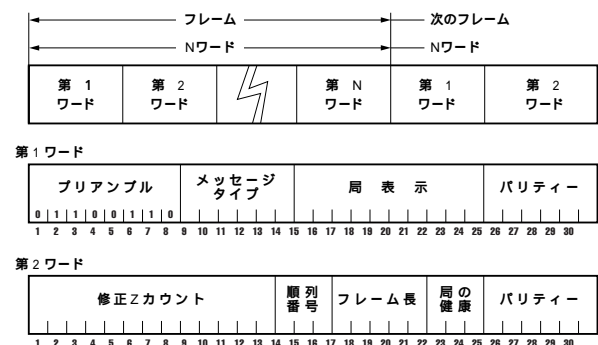 フレーム 次のフレーム
Nワード Nワード
第 1 ワード 第 2 ワード 第 N ワード 第 1 ワード 第 2 ワード
第1ワード
プリアンブル メッセージタイプ 局 表 示 パリティー
0 1 1 0 0 1 1 0
1 2 3 4 5 6 7 8 9 10 11 12 13 14 15 16 17 18 19 20 21 22 23 24 25 26 27 28 29 30
第2ワード
修正Zカウント 順列番号 フレーム長 局の健康 パリティー
1 2 3 4 5 6 7 8 9 10 11 12 13 14 15 16 17 18 19 20 21 22 23 24 25 26 27 28 29 30